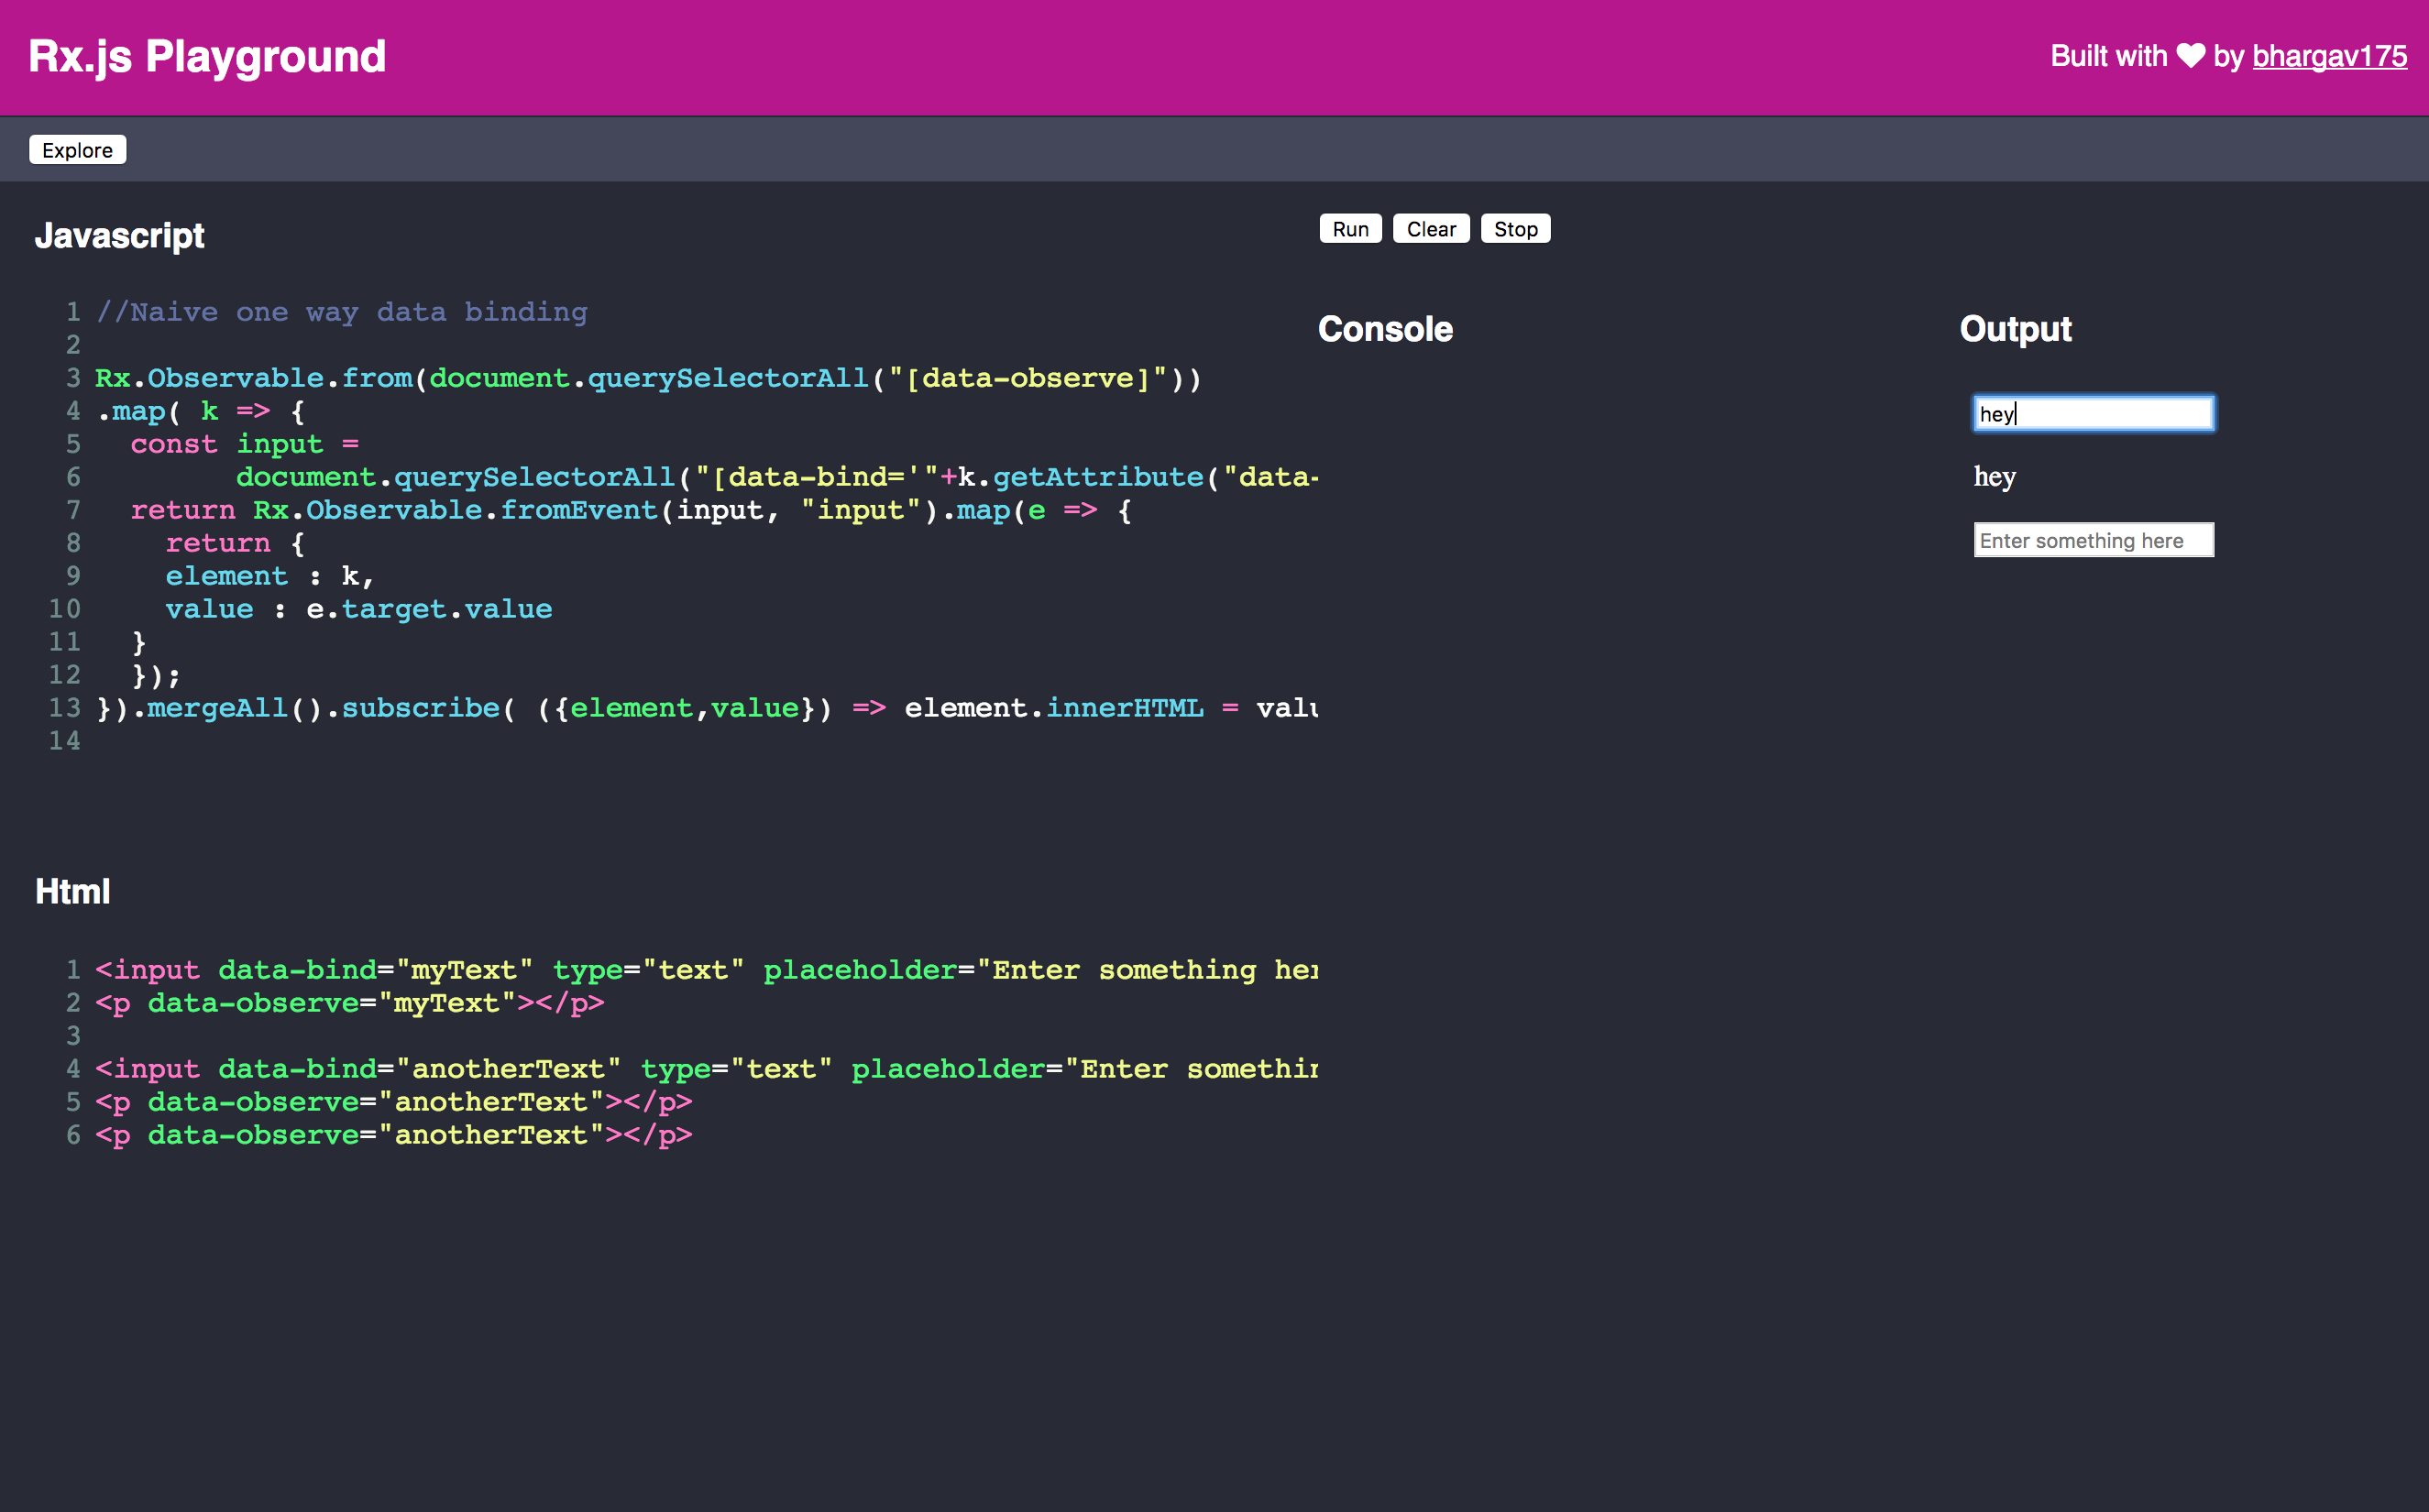 Rx.js Playground
Built with ♥ by bhargav175
Explore
Javascript
1 //Naive one way data binding
2
3 Rx.Observable.from(document.querySelectorAll("[data-observe]"))
4 .map( k => {
5   const input =
6         document.querySelectorAll("[data-bind='"+k.getAttribute("data-
7   return Rx.Observable.fromEvent(input, "input").map(e => {
8     return {
9     element : k,
10     value : e.target.value
11   }
12   });
13 }).mergeAll().subscribe( ({element,value}) => element.innerHTML = valu
14
Html
1 <input data-bind="myText" type="text" placeholder="Enter something her
2 <p data-observe="myText"></p>
3
4 <input data-bind="anotherText" type="text" placeholder="Enter somethin
5 <p data-observe="anotherText"></p>
6 <p data-observe="anotherText"></p>
Run Clear Stop
Console
Output
hey
hey
Enter something here